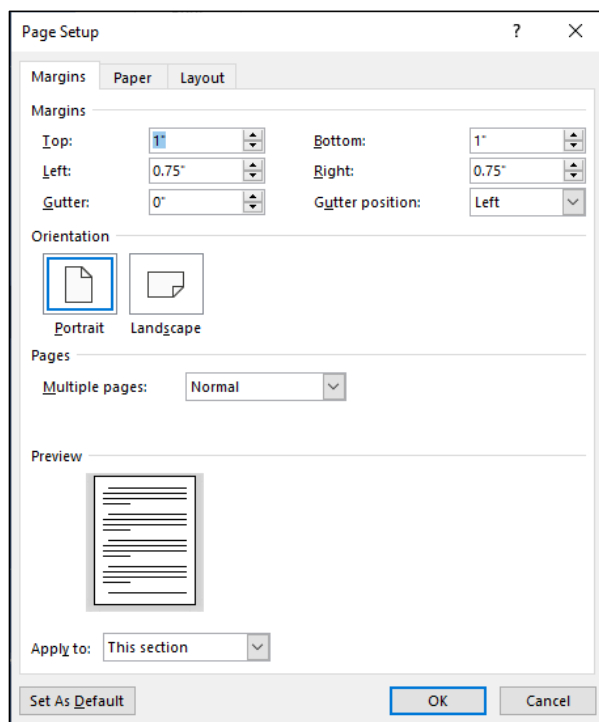 Page Setup ?
Margins Paper Layout
Margins
Top: 1" Bottom: 1"
Left: 0.75" Right: 0.75"
Gutter: 0" Gutter position: Left
Orientation
Portrait Landscape
Pages
Multiple pages: Normal
Preview
Apply to: This section
Set As Default OK Cancel